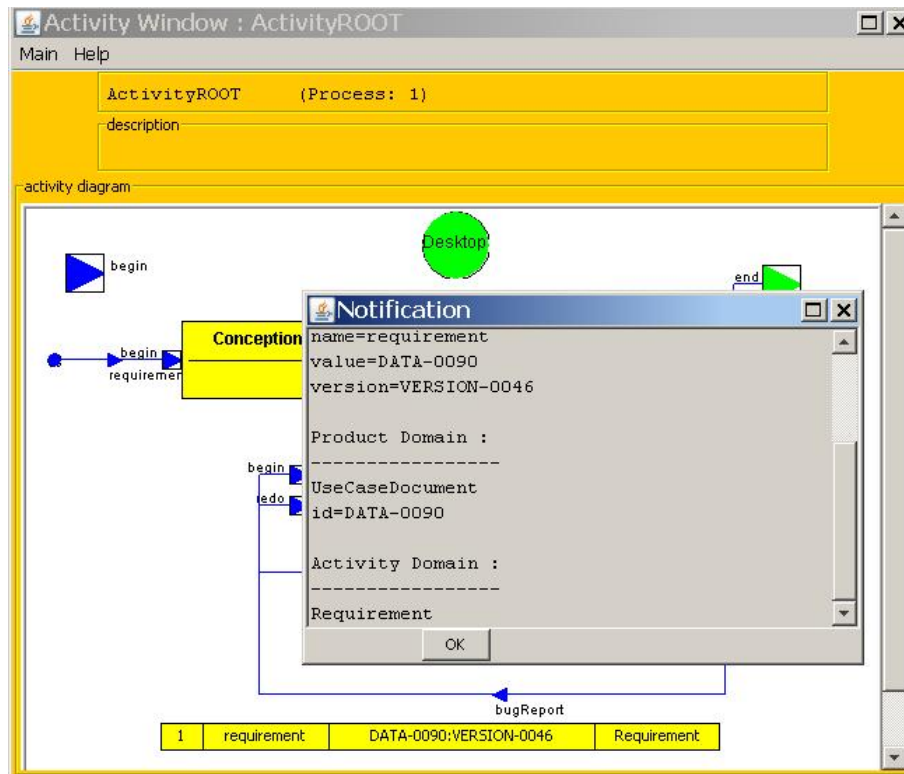 Activity Window : ActivityROOT
Main Help
ActivityROOT (Process: 1)
description
activity diagram
Desktop
begin
end
Notification
Conception
name=requirement
value=DATA-0090
version=VERSION-0046
begin
requiremer
Product Domain :
-----------------
begin
UseCaseDocument
redo
id=DATA-0090
Activity Domain :
-----------------
Requirement
OK
bugReport
1 requirement DATA-0090:VERSION-0046 Requirement